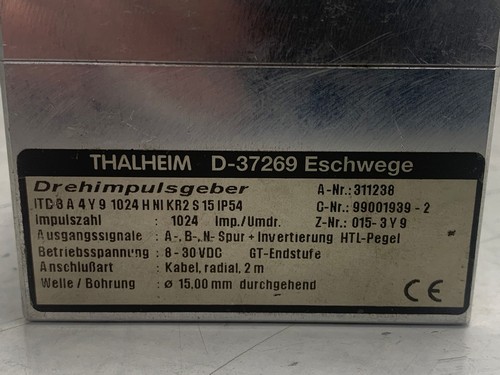 THALHEIM D-37269 Eschwege
Drehimpulsgeber A-Nr.: 311238
ITD 3 A 4 Y 9 1024 H NI KR2 S 15 IP54 C-Nr.: 99001939 - 2
Impulszahl : 1024 Imp./Umdr. Z-Nr.: 015- 3 Y 9
Ausgangssignale : A-, B-, N- Spur + Invertierung HTL-Pegel
Betriebsspannung : 8 - 30 VDC GT-Endstufe
Anschlußart : Kabel, radial, 2 m
Welle / Bohrung : ø 15,00 mm durchgehend
CE